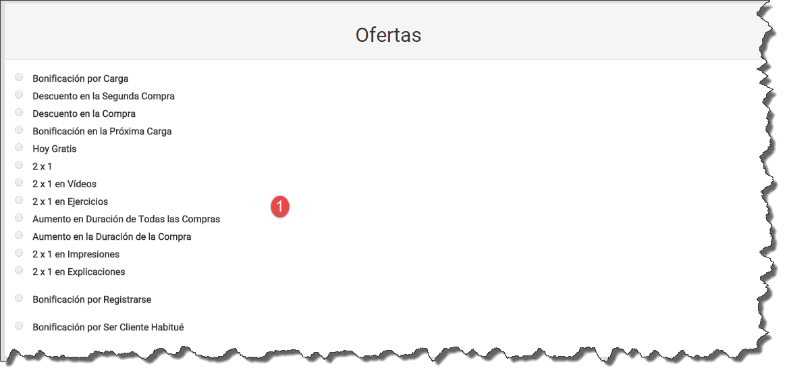 Ofertas
Bonificación por Carga
Descuento en la Segunda Compra
Descuento en la Compra
Bonificación en la Próxima Carga
Hoy Gratis
2 x 1
2 x 1 en Vídeos
2 x 1 en Ejercicios
1
Aumento en Duración de Todas las Compras
Aumento en la Duración de la Compra
2 x 1 en Impresiones
2 x 1 en Explicaciones
Bonificación por Registrarse
Bonificación por Ser Cliente Habitué